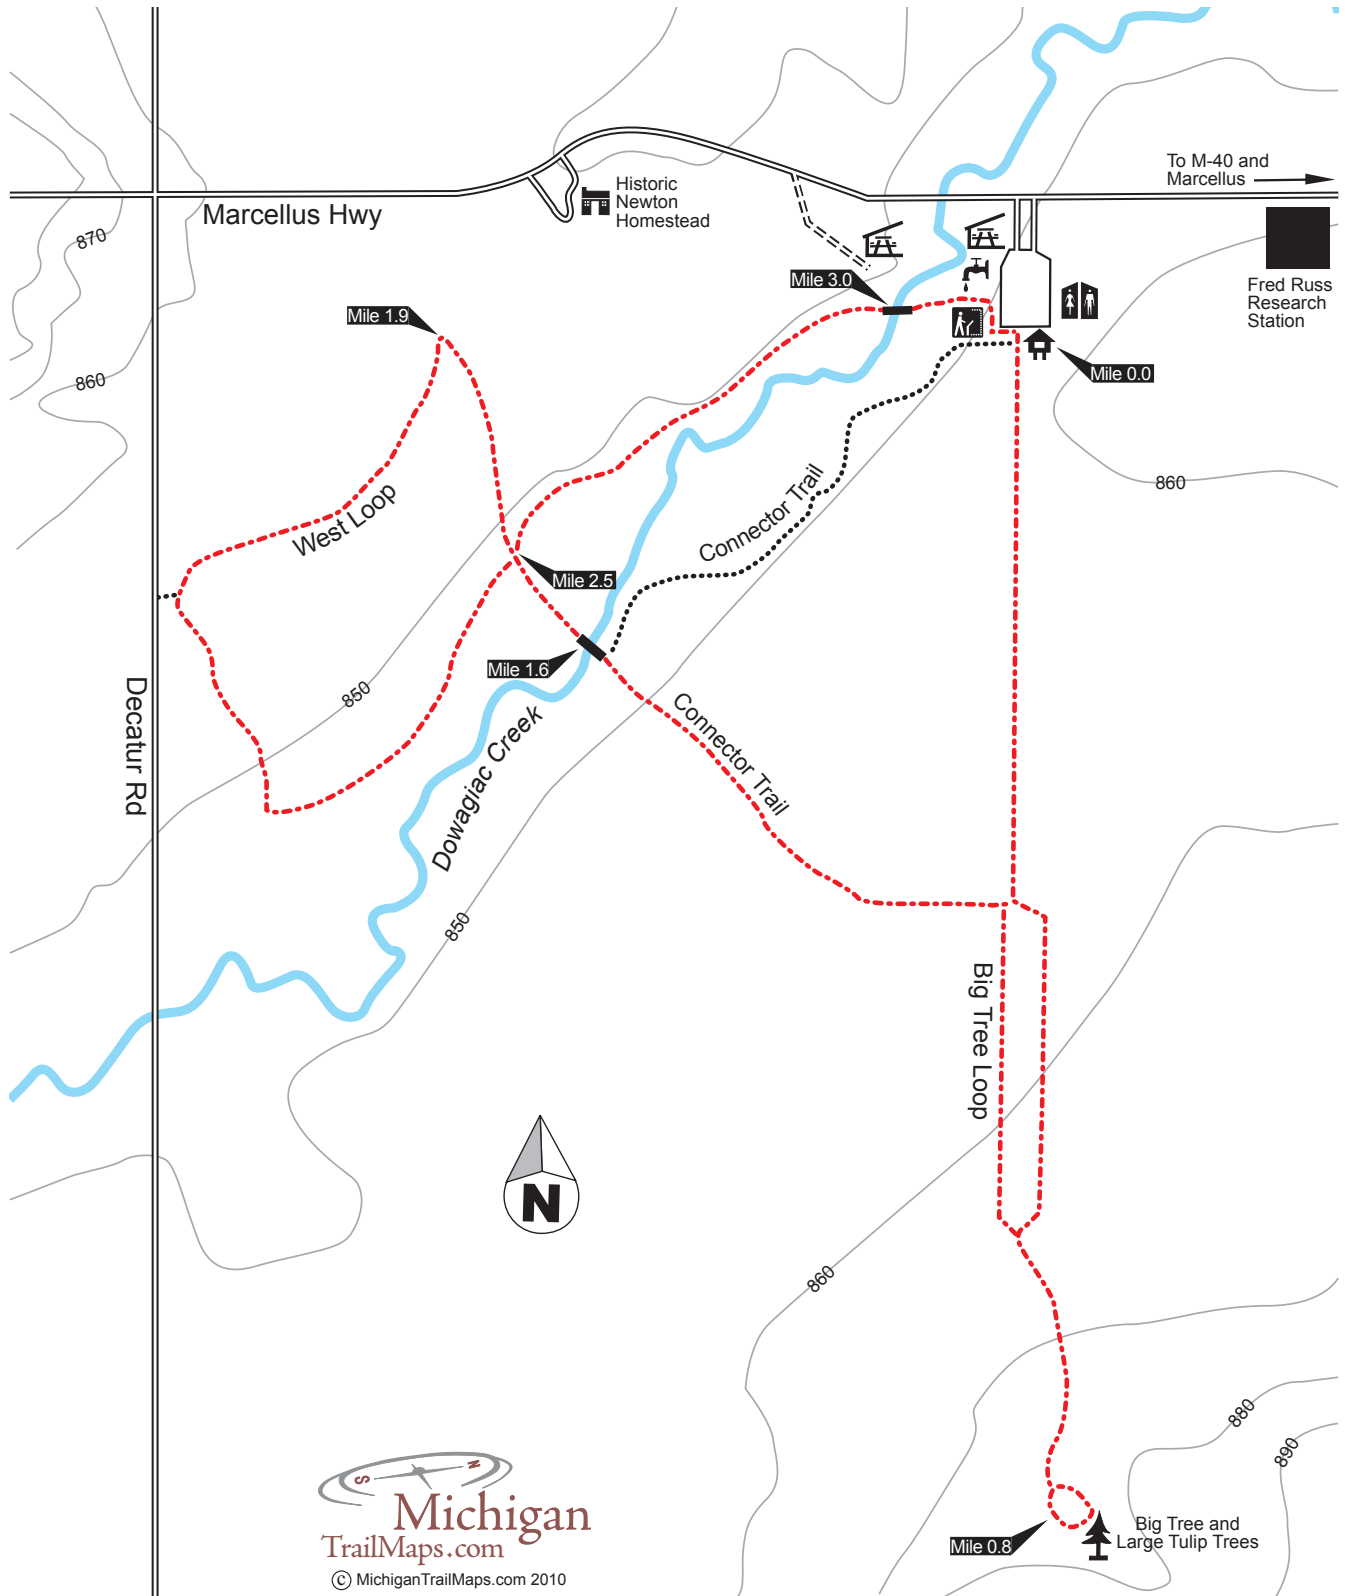 To M-40 and
Marcellus
Historic
Newton
Homestead
Marcellus Hwy
870
Mile 3.0
Fred Russ
Research
Station
Mile 1.9
Mile 0.0
860
860
Connector Trail
West Loop
Mile 2.5
Mile 1.6
850
Decatur Rd
Connector Trail
Dowagiac Creek
850
Big Tree Loop
N
860
880
890
S N
Michigan
TrailMaps.com
© MichiganTrailMaps.com 2010
Mile 0.8
Big Tree and
Large Tulip Trees